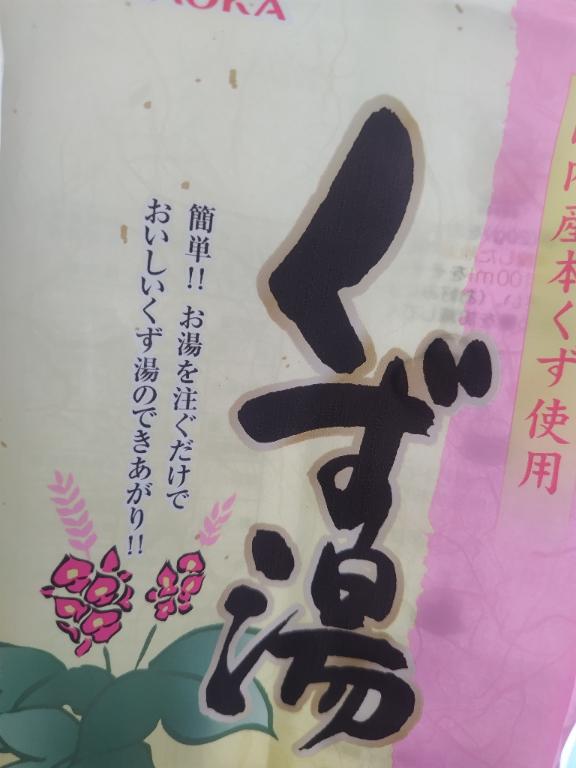 国内産本くず使用
くず湯
簡単!! お湯を注ぐだけで
おいしいくず湯のできあがり!!